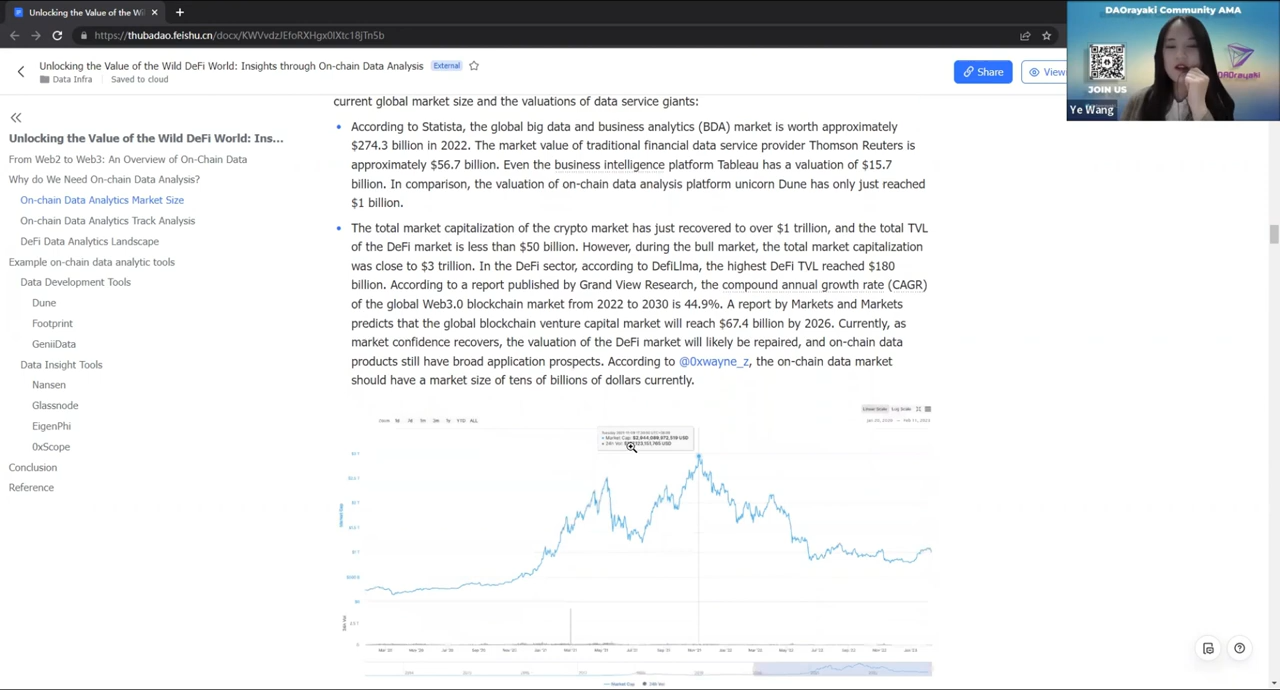 Unlocking the Value of the Wil
https://thubadao.feishu.cn/docx/KWVvdzJEfoRXHgx0IXtc18jTn5b
DAOrayaki Community AMA
JOIN US
DAOrayaki
Ye Wang
Unlocking the Value of the Wild DeFi World: Insights through On-chain Data Analysis External
Data Infra Saved to cloud
Share
View
Unlocking the Value of the Wild DeFi World: Ins...
From Web2 to Web3: An Overview of On-Chain Data
Why do We Need On-chain Data Analysis?
On-chain Data Analytics Market Size
On-chain Data Analytics Track Analysis
DeFi Data Analytics Landscape
Example on-chain data analytic tools
Data Development Tools
Dune
Footprint
GeniiData
Data Insight Tools
Nansen
Glassnode
EigenPhi
0xScope
Conclusion
Reference
current global market size and the valuations of data service giants:
According to Statista, the global big data and business analytics (BDA) market is worth approximately
$274.3 billion in 2022. The market value of traditional financial data service provider Thomson Reuters is
approximately $56.7 billion. Even the business intelligence platform Tableau has a valuation of $15.7
billion. In comparison, the valuation of on-chain data analysis platform unicorn Dune has only just reached
$1 billion.
The total market capitalization of the crypto market has just recovered to over $1 trillion, and the total TVL
of the DeFi market is less than $50 billion. However, during the bull market, the total market capitalization
was close to $3 trillion. In the DeFi sector, according to DefiLlma, the highest DeFi TVL reached $180
billion. According to a report published by Grand View Research, the compound annual growth rate (CAGR)
of the global Web3.0 blockchain market from 2022 to 2030 is 44.9%. A report by Markets and Markets
predicts that the global blockchain venture capital market will reach $67.4 billion by 2026. Currently, as
market confidence recovers, the valuation of the DeFi market will likely be repaired, and on-chain data
products still have broad application prospects. According to @0xwayne_z, the on-chain data market
should have a market size of tens of billions of dollars currently.
Linear Scale Log Scale
Zoom
ALL
Market Cap
24h Vol
Market Cap 24h Vol